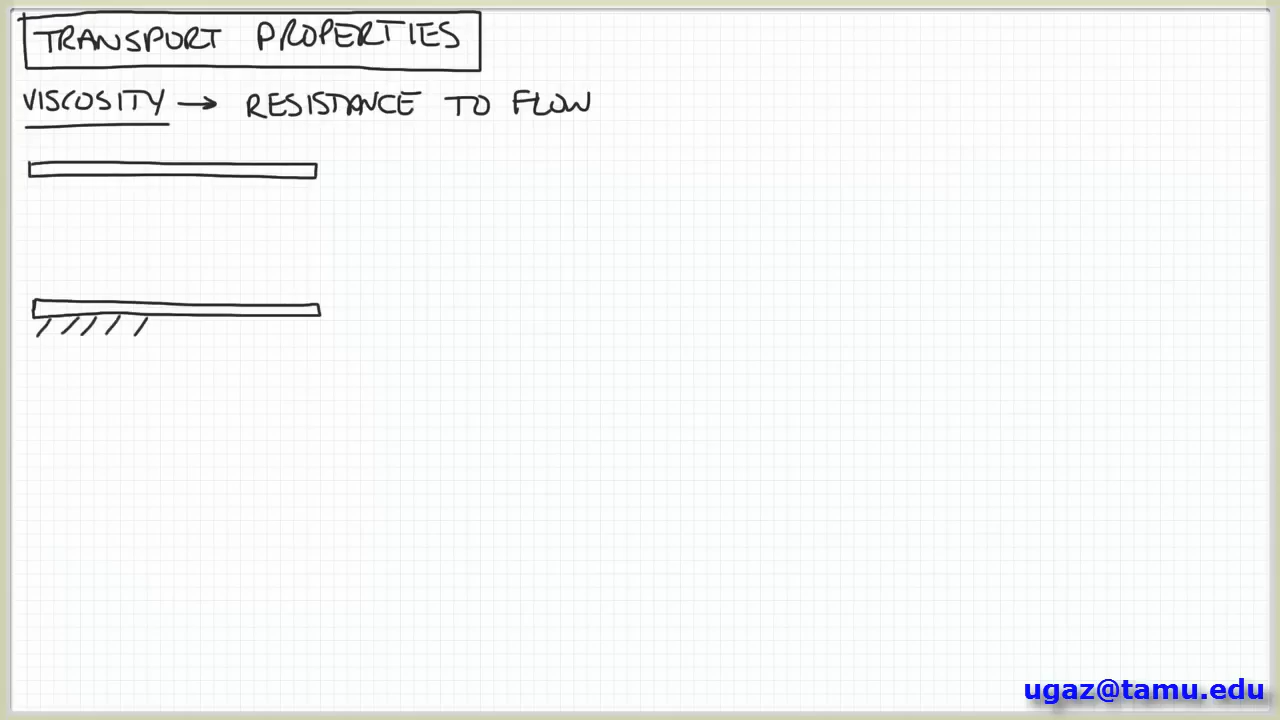 TRANSPORT PROPERTIES
VISCOSITY → RESISTANCE TO FLOW
ugaz@tamu.edu